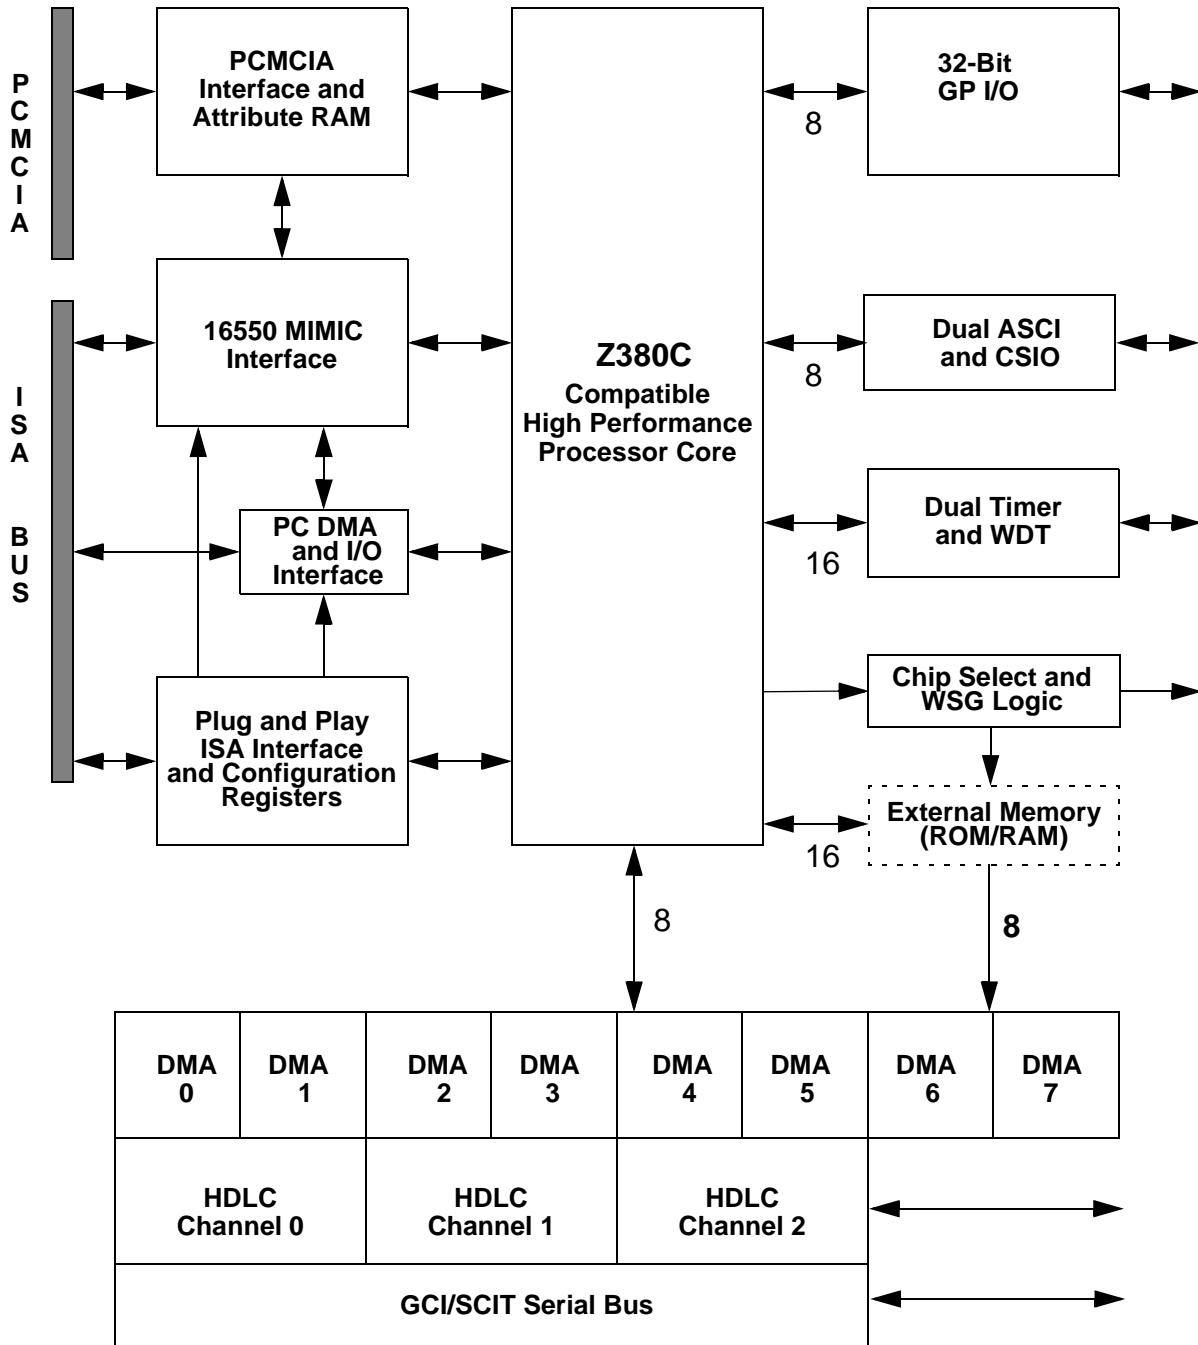 P
C
M
C
I
A
PCMCIA
Interface and
Attribute RAM
32-Bit
GP I/O
8
I
S
A
B
U
S
16550 MIMIC
Interface
Z380C
Compatible
High Performance
Processor Core
Dual ASCI
and CSIO
8
PC DMA
and I/O
Interface
Dual Timer
and WDT
16
Plug and Play
ISA Interface
and Configuration
Registers
Chip Select and
WSG Logic
External Memory
(ROM/RAM)
16
8
8
DMA
0
DMA
1
DMA
2
DMA
3
DMA
4
DMA
5
DMA
6
DMA
7
HDLC
Channel 0
HDLC
Channel 1
HDLC
Channel 2
GCI/SCIT Serial Bus